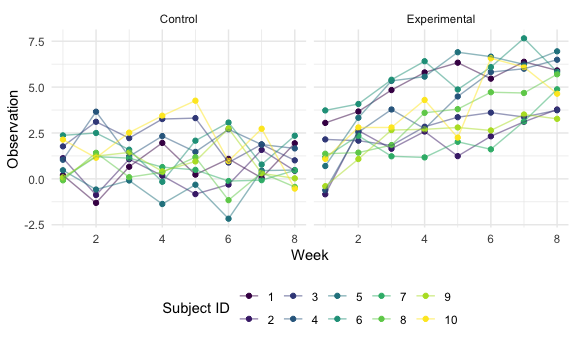 Control Experimental
7.5
5.0
2.5
0.0
-2.5
Observation
2 4 6 8 2 4 6 8
Week
Subject ID
1 3 5 7 9
2 4 6 8 10